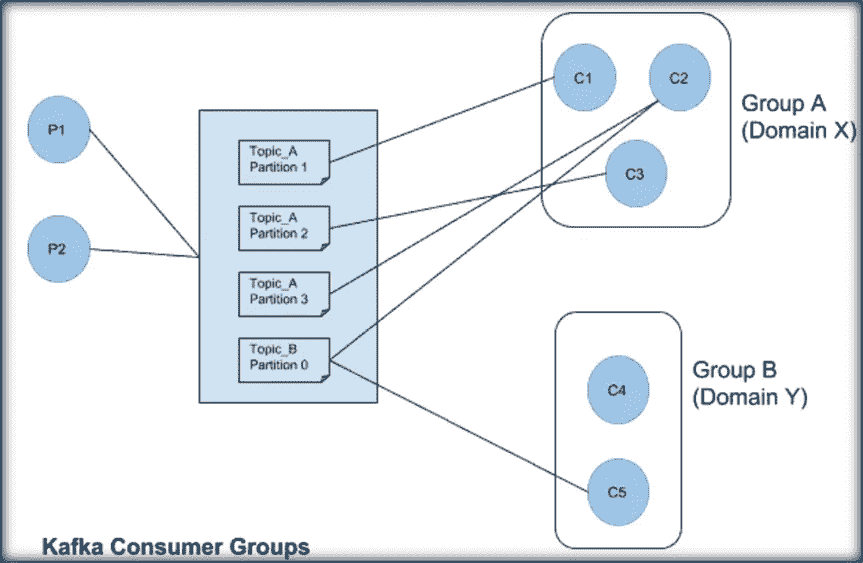 P1
P2
Topic_A
Partition 1
Topic_A
Partition 2
Topic_A
Partition 3
Topic_B
Partition 0
C1
C2
C3
Group A
(Domain X)
C4
C5
Group B
(Domain Y)
Kafka Consumer Groups